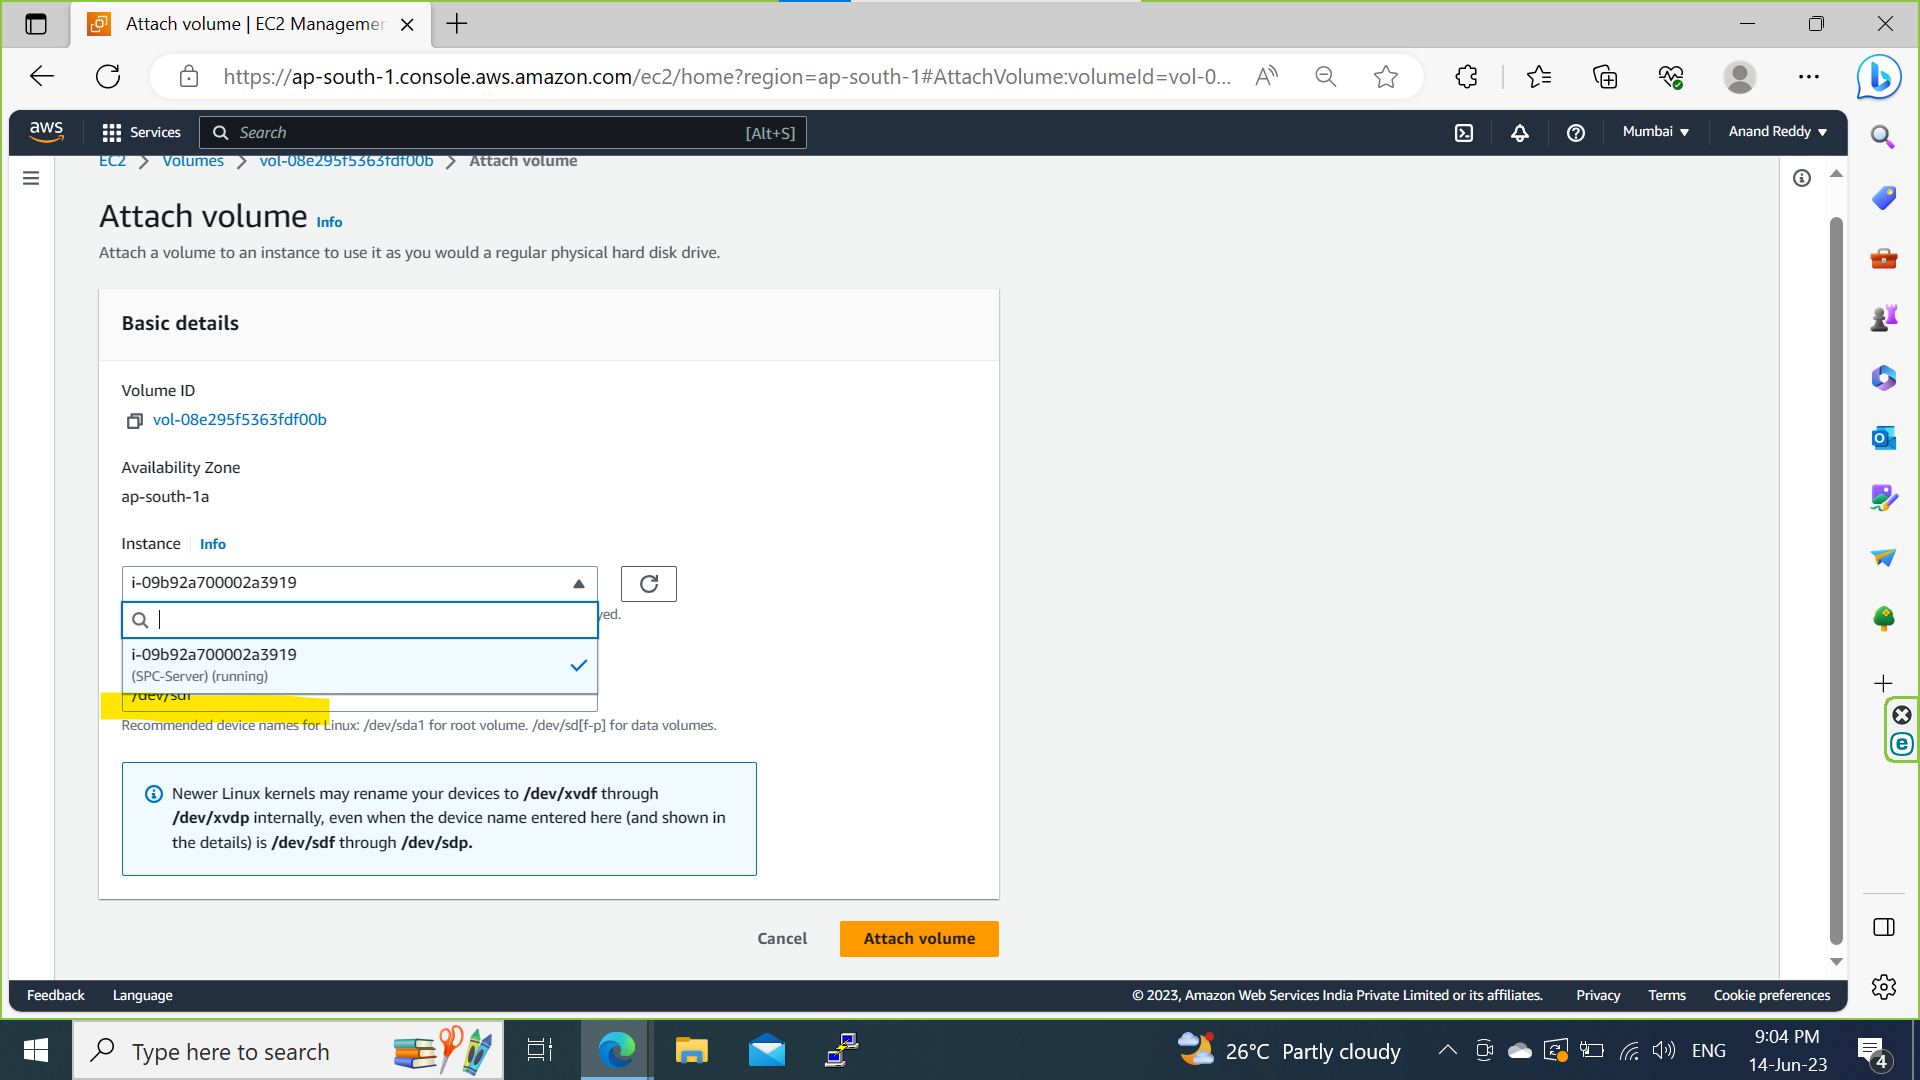 Attach volume | EC2 Managemen
https://ap-south-1.console.aws.amazon.com/ec2/home?region=ap-south-1#AttachVolume:volumeId=vol-0...
aws
Services
Search
[Alt+S]
Mumbai
Anand Reddy
EC2 > Volumes > vol-08e295f5363fdf00b > Attach volume
Attach volume Info
Attach a volume to an instance to use it as you would a regular physical hard disk drive.
Basic details
Volume ID
vol-08e295f5363fdf00b
Availability Zone
ap-south-1a
Instance Info
i-09b92a700002a3919
i-09b92a700002a3919
(SPC-Server) (running)
/dev/sdf
Recommended device names for Linux: /dev/sda1 for root volume. /dev/sd[f-p] for data volumes.
Newer Linux kernels may rename your devices to /dev/xvdf through
/dev/xvdp internally, even when the device name entered here (and shown in
the details) is /dev/sdf through /dev/sdp.
Cancel
Attach volume
Feedback
Language
© 2023, Amazon Web Services India Private Limited or its affiliates.
Privacy
Terms
Cookie preferences
Type here to search
26°C Partly cloudy
ENG
9:04 PM
14-Jun-23
4